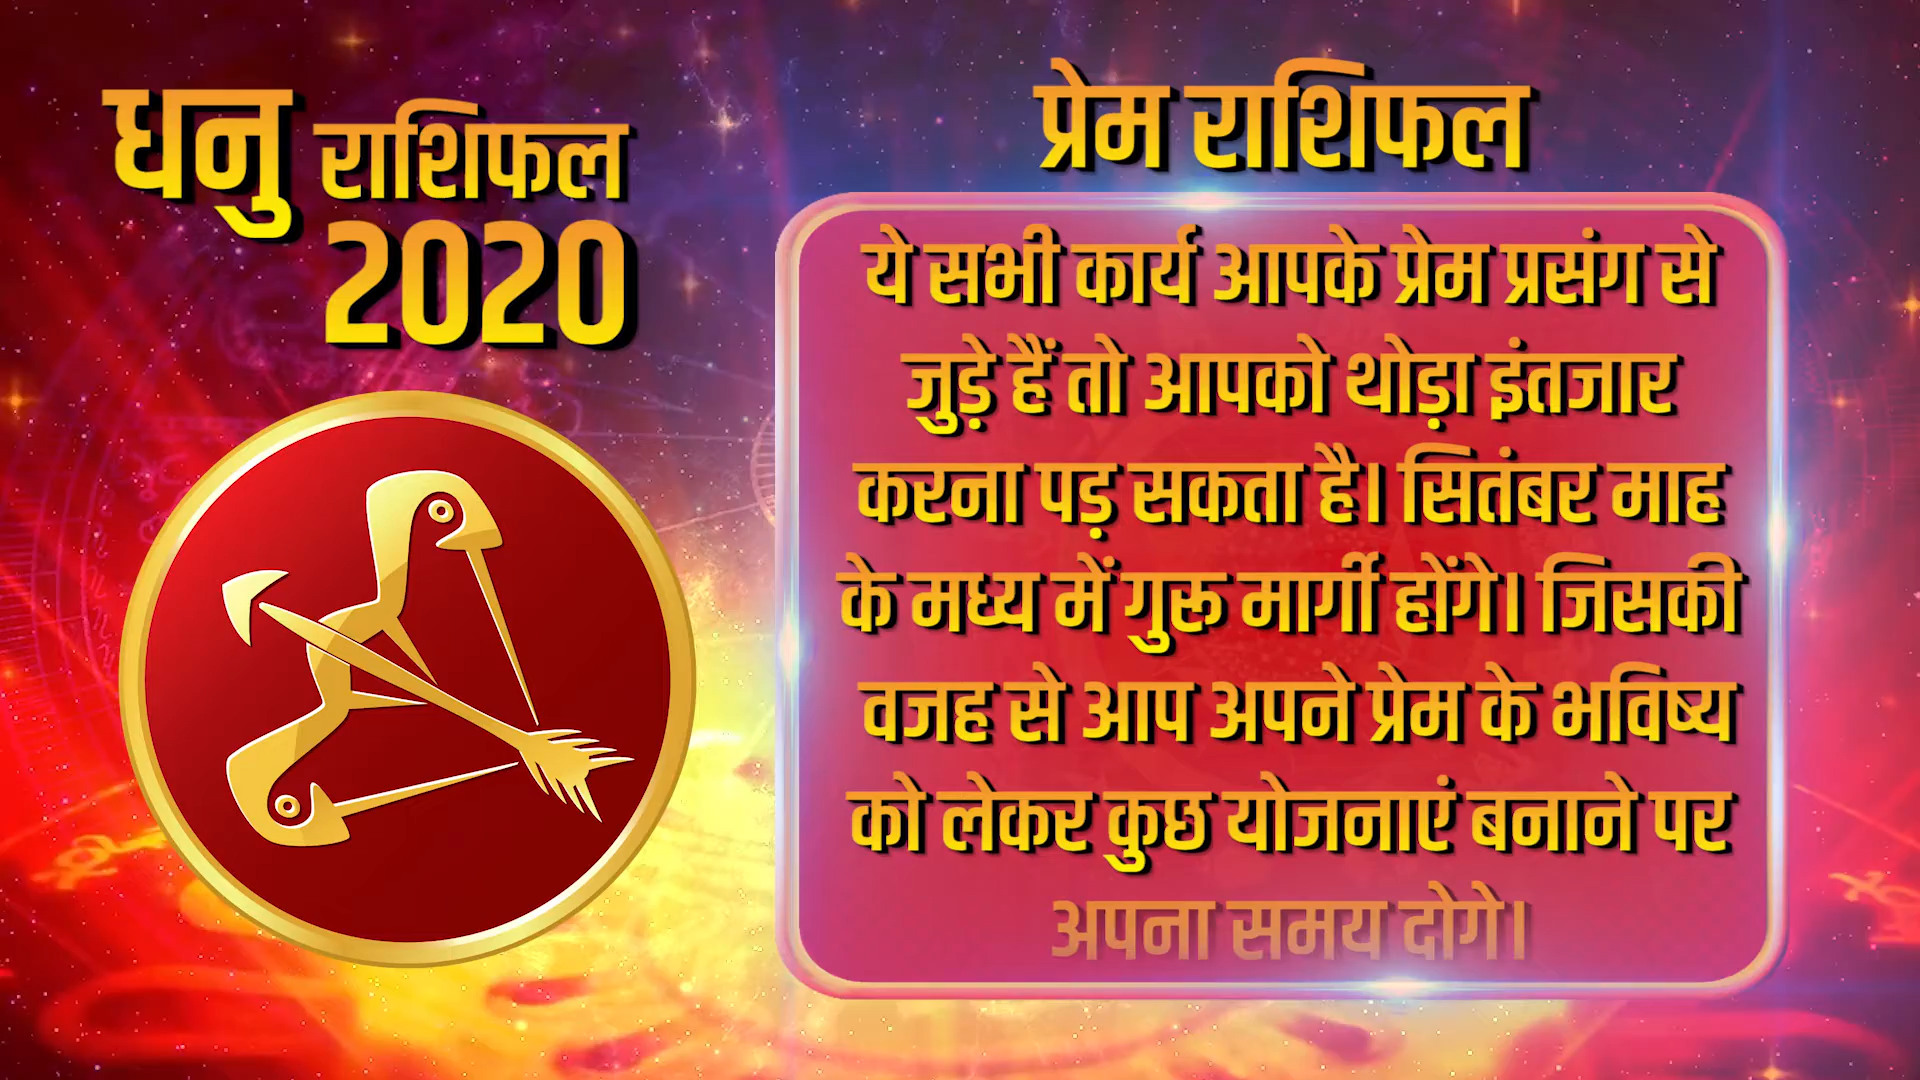 धनु राशिफल
2020
प्रेम राशिफल
ये सभी कार्य आपके प्रेम प्रसंग से
जुड़े हैं तो आपको थोड़ा इंतजार
करना पड़ सकता है। सितंबर माह
के मध्य में गुरू मार्गी होंगे। जिसकी
वजह से आप अपने प्रेम के भविष्य
को लेकर कुछ योजनाएं बनाने पर
अपना समय दोगे।